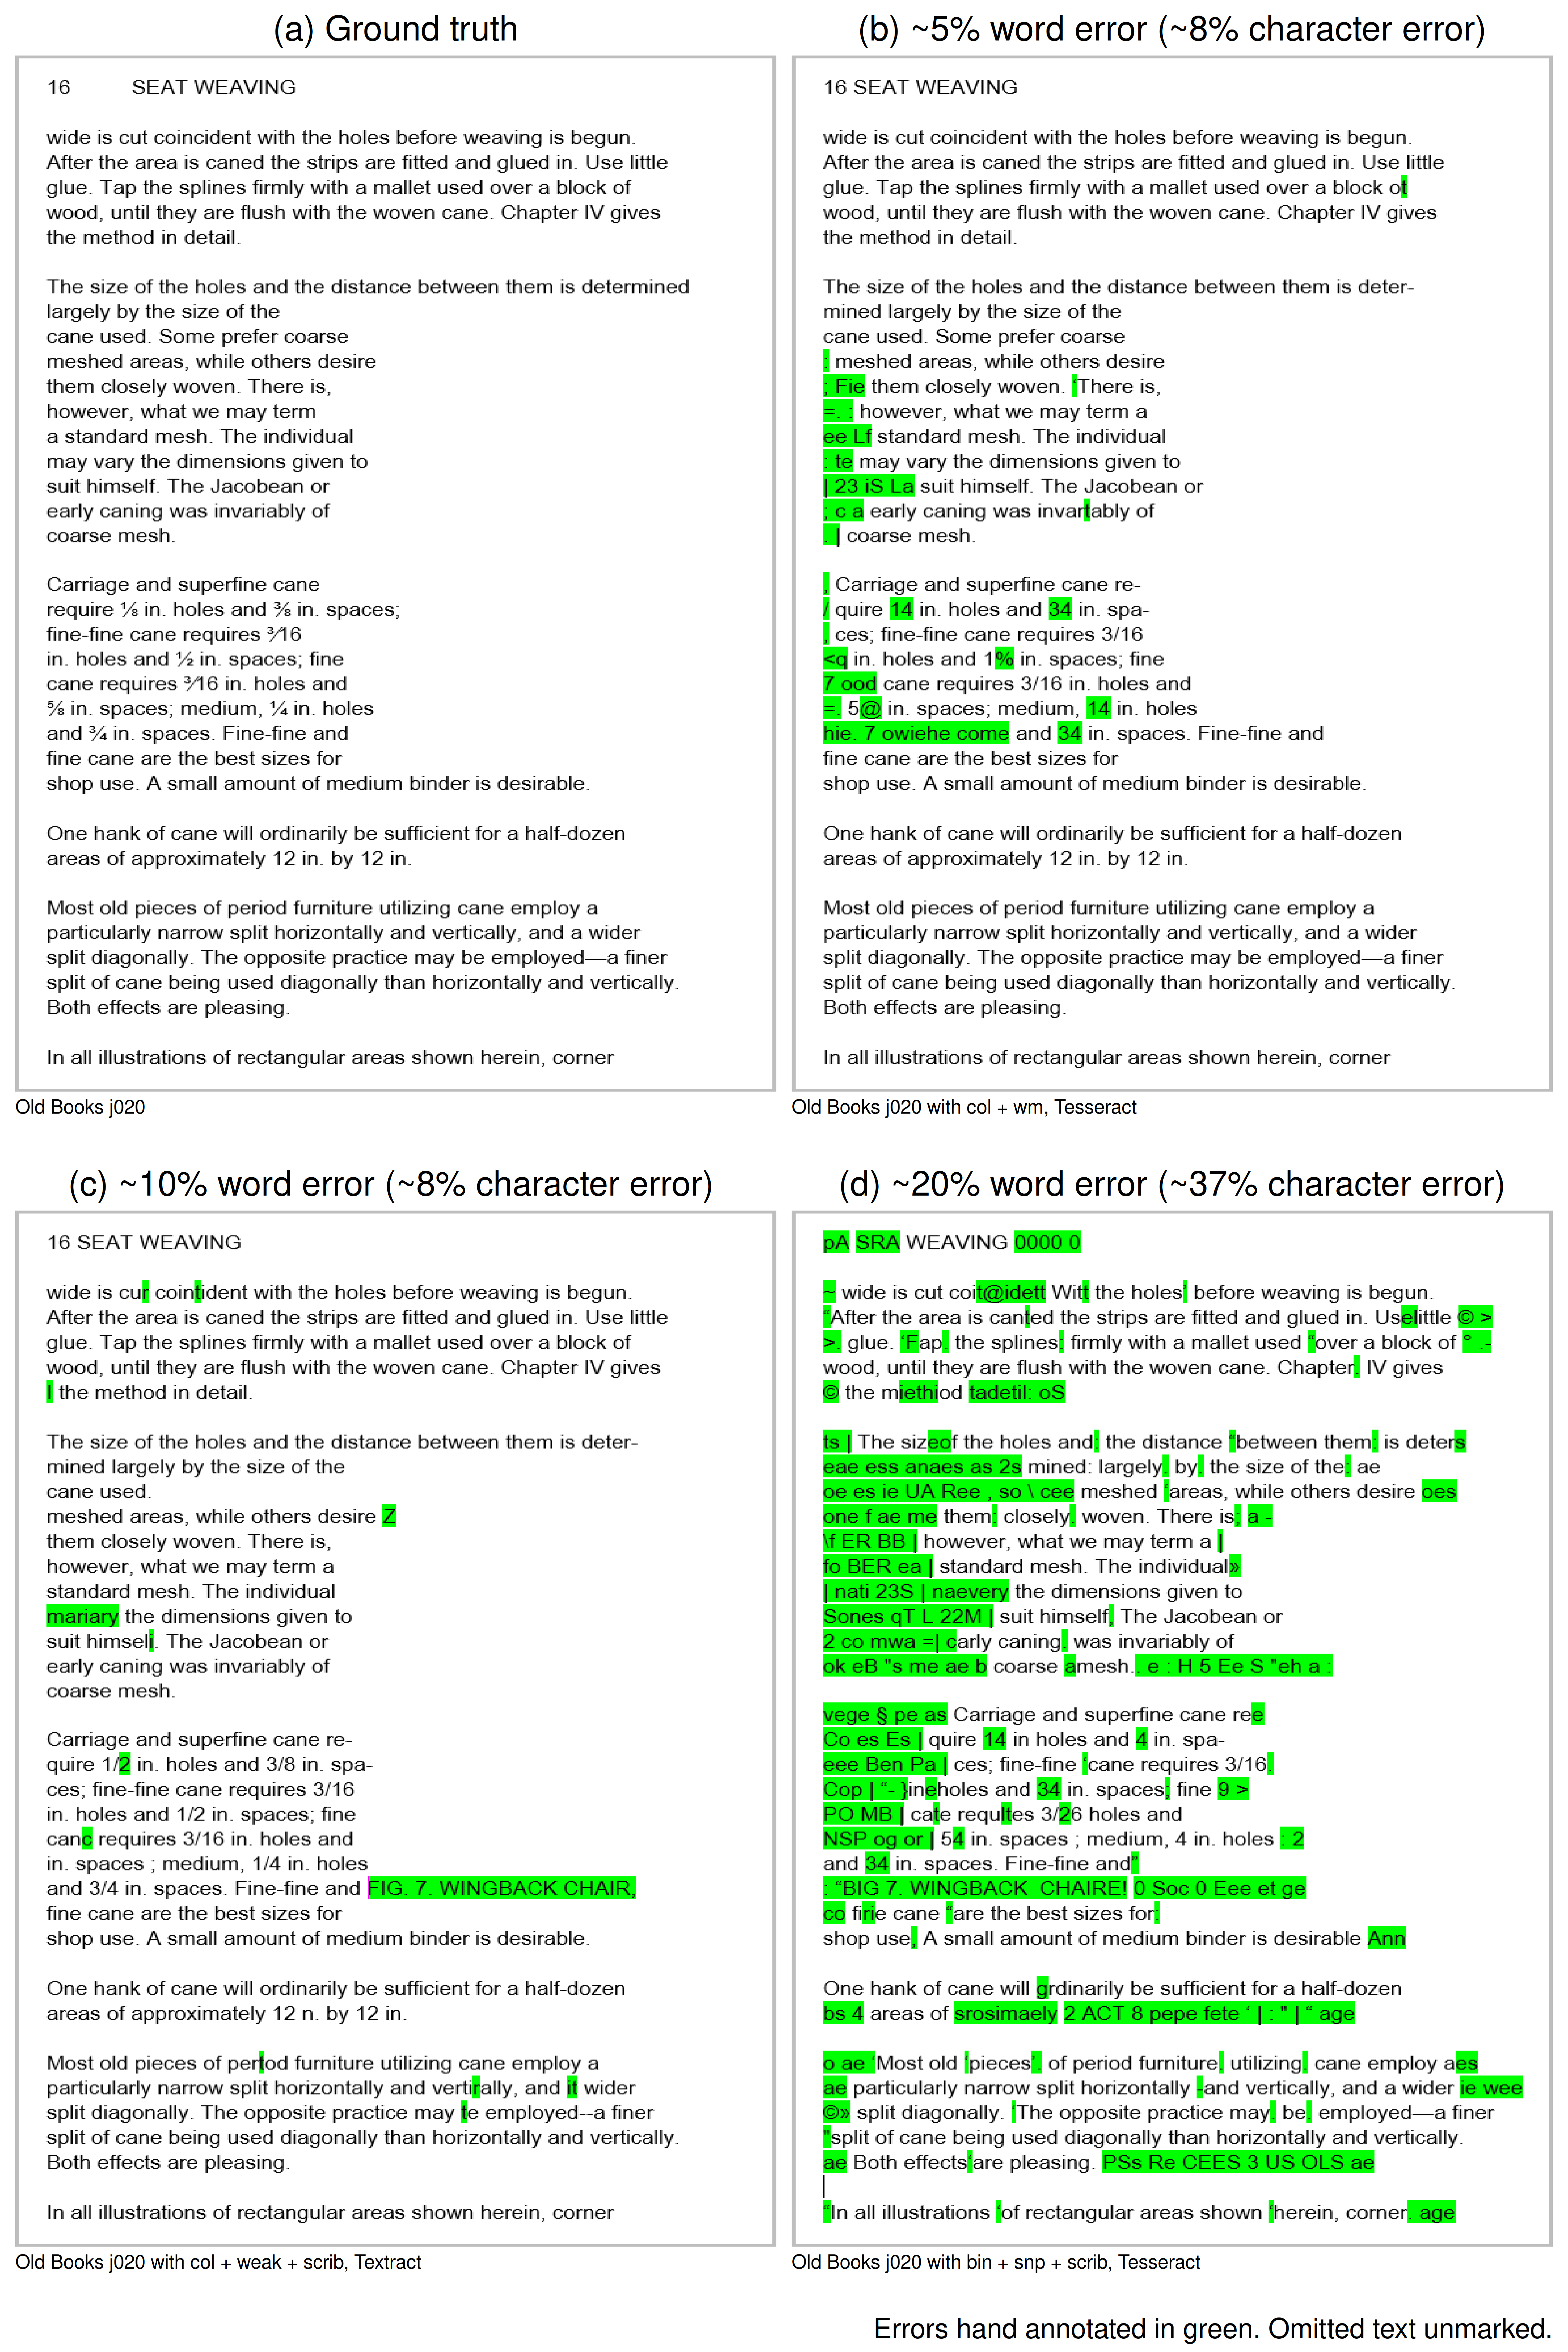 (a) Ground truth
16 SEAT WEAVING
wide is cut coincident with the holes before weaving is begun.
After the area is caned the strips are fitted and glued in. Use little
glue. Tap the splines firmly with a mallet used over a block of
wood, until they are flush with the woven cane. Chapter IV gives
the method in detail.
The size of the holes and the distance between them is determined
largely by the size of the
cane used. Some prefer coarse
meshed areas, while others desire
them closely woven. There is,
however, what we may term
a standard mesh. The individual
may vary the dimensions given to
suit himself. The Jacobean or
early caning was invariably of
coarse mesh.
Carriage and superfine cane
require ⅛ in. holes and ⅜ in. spaces;
fine-fine cane requires 3⁄16
in. holes and ½ in. spaces; fine
cane requires 3⁄16 in. holes and
⅝ in. spaces; medium, ¼ in. holes
and ¾ in. spaces. Fine-fine and
fine cane are the best sizes for
shop use. A small amount of medium binder is desirable.
One hank of cane will ordinarily be sufficient for a half-dozen
areas of approximately 12 in. by 12 in.
Most old pieces of period furniture utilizing cane employ a
particularly narrow split horizontally and vertically, and a wider
split diagonally. The opposite practice may be employed—a finer
split of cane being used diagonally than horizontally and vertically.
Both effects are pleasing.
In all illustrations of rectangular areas shown herein, corner
Old Books j020
(b) ~5% word error (~8% character error)
16 SEAT WEAVING
wide is cut coincident with the holes before weaving is begun.
After the area is caned the strips are fitted and glued in. Use little
glue. Tap the splines firmly with a mallet used over a block ot
wood, until they are flush with the woven cane. Chapter IV gives
the method in detail.
The size of the holes and the distance between them is deter-
mined largely by the size of the
cane used. Some prefer coarse
: meshed areas, while others desire
; Fie them closely woven. ‘There is,
=. : however, what we may term a
ee Lf standard mesh. The individual
: te may vary the dimensions given to
| 23 iS La suit himself. The Jacobean or
; c a early caning was invartably of
. | coarse mesh.
, Carriage and superfine cane re-
/ quire 14 in. holes and 34 in. spa-
, ces; fine-fine cane requires 3/16
<q in. holes and 1% in. spaces; fine
7 ood cane requires 3/16 in. holes and
=. 5@ in. spaces; medium, 14 in. holes
hie. 7 owiehe come and 34 in. spaces. Fine-fine and
fine cane are the best sizes for
shop use. A small amount of medium binder is desirable.
One hank of cane will ordinarily be sufficient for a half-dozen
areas of approximately 12 in. by 12 in.
Most old pieces of period furniture utilizing cane employ a
particularly narrow split horizontally and vertically, and a wider
split diagonally. The opposite practice may be employed—a finer
split of cane being used diagonally than horizontally and vertically.
Both effects are pleasing.
In all illustrations of rectangular areas shown herein, corner
Old Books j020 with col + wm, Tesseract
(c) ~10% word error (~8% character error)
16 SEAT WEAVING
wide is cur cointident with the holes before weaving is begun.
After the area is caned the strips are fitted and glued in. Use little
glue. Tap the splines firmly with a mallet used over a block of
wood, until they are flush with the woven cane. Chapter IV gives
I the method in detail.
The size of the holes and the distance between them is deter-
mined largely by the size of the
cane used.
meshed areas, while others desire Z
them closely woven. There is,
however, what we may term a
standard mesh. The individual
mariary the dimensions given to
suit himseli. The Jacobean or
early caning was invariably of
coarse mesh.
Carriage and superfine cane re-
quire 1/2 in. holes and 3/8 in. spa-
ces; fine-fine cane requires 3/16
in. holes and 1/2 in. spaces; fine
canc requires 3/16 in. holes and
in. spaces ; medium, 1/4 in. holes
and 3/4 in. spaces. Fine-fine and FIG. 7. WINGBACK CHAIR,
fine cane are the best sizes for
shop use. A small amount of medium binder is desirable.
One hank of cane will ordinarily be sufficient for a half-dozen
areas of approximately 12 n. by 12 in.
Most old pieces of pertod furniture utilizing cane employ a
particularly narrow split horizontally and vertirally, and it wider
split diagonally. The opposite practice may te employed--a finer
split of cane being used diagonally than horizontally and vertically.
Both effects are pleasing.
In all illustrations of rectangular areas shown herein, corner
Old Books j020 with col + weak + scrib, Textract
(d) ~20% word error (~37% character error)
pA SRA WEAVING 0000 0
~ wide is cut coit@idett Witt the holes' before weaving is begun.
“After the area is canted the strips are fitted and glued in. Uselittle © >
>. glue. ‘Fap. the splines: firmly with a mallet used “over a block of ° .-
wood, until they are flush with the woven cane. Chapter. IV gives
© the miethiod tadetil: oS
ts | The sizeof the holes and: the distance “between them: is deters
eae ess anaes as 2s mined: largely. by. the size of the: ae
oe es ie UA Ree , so \ cee meshed ‘areas, while others desire oes
one f ae me them: closely. woven. There is; a -
\f ER BB | however, what we may term a |
fo BER ea | standard mesh. The individual»
| nati 23S | naevery the dimensions given to
Sones qT L 22M | suit himself, The Jacobean or
2 co mwa =| carly caning. was invariably of
ok eB "s me ae b coarse amesh.. e : H 5 Ee S "eh a :
vege § pe as Carriage and superfine cane ree
Co es Es | quire 14 in holes and 4 in. spa-
eee Ben Pa | ces; fine-fine ‘cane requires 3/16.
Cop | “- }ineholes and 34 in. spaces; fine 9 >
PO MB | cate requltes 3/26 holes and
NSP og or | 54 in. spaces ; medium, 4 in. holes : 2
and 34 in. spaces. Fine-fine and”
: “BIG 7. WINGBACK CHAIRE! 0 Soc 0 Eee et ge
co firie cane “are the best sizes for:
shop use, A small amount of medium binder is desirable Ann
One hank of cane will grdinarily be sufficient for a half-dozen
bs 4 areas of srosimaely 2 ACT 8 pepe fete ‘ | : " | “ age
o ae ‘Most old ‘pieces’. of period furniture. utilizing. cane employ aes
ae particularly narrow split horizontally -and vertically, and a wider ie wee
©» split diagonally. ‘The opposite practice may. be. employed—a finer
"split of cane being used diagonally than horizontally and vertically.
ae Both effects‘are pleasing. PSs Re CEES 3 US OLS ae
|
“In all illustrations ‘of rectangular areas shown ‘herein, corner. age
Old Books j020 with bin + snp + scrib, Tesseract
Errors hand annotated in green. Omitted text unmarked.